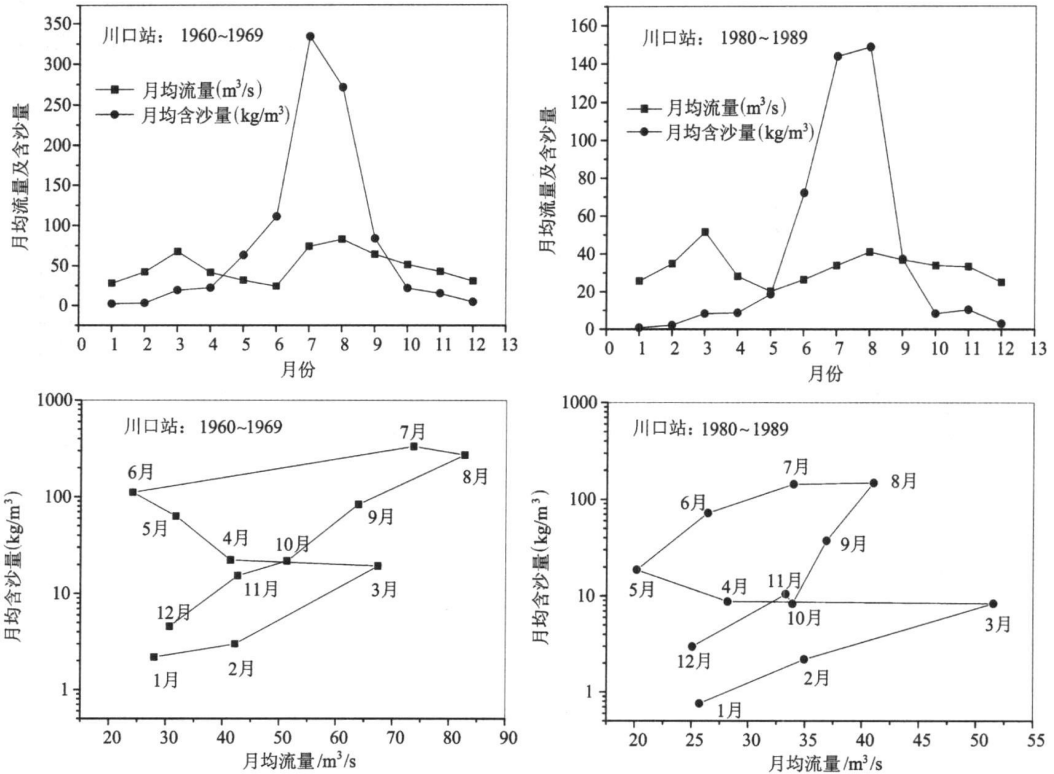 川口站：1960~1969
月均流量(m³/s)
月均含沙量(kg/m³)
月均流量及含沙量
350
300
250
200
150
100
50
0
0 1 2 3 4 5 6 7 8 9 10 11 12 13
月份
川口站：1980~1989
月均流量(m³/s)
月均含沙量(kg/m³)
月均流量及含沙量
160
140
120
100
80
60
40
20
0
0 1 2 3 4 5 6 7 8 9 10 11 12 13
月份
川口站：1960~1969
月均含沙量(kg/m³)
1000
100
10
1
7月
6月
8月
5月
9月
4月
10月
3月
11月
12月
2月
1月
20 30 40 50 60 70 80 90
月均流量/m³/s
川口站：1980~1989
月均含沙量(kg/m³)
1000
100
10
1
7月
8月
6月
9月
5月
4月
11月
10月
3月
12月
2月
1月
20 25 30 35 40 45 50 55
月均流量/m³/s